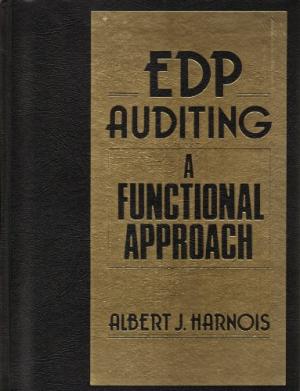 EDP
AUDITING
A
FUNCTIONAL
APPROACH
ALBERT J. HARNOIS